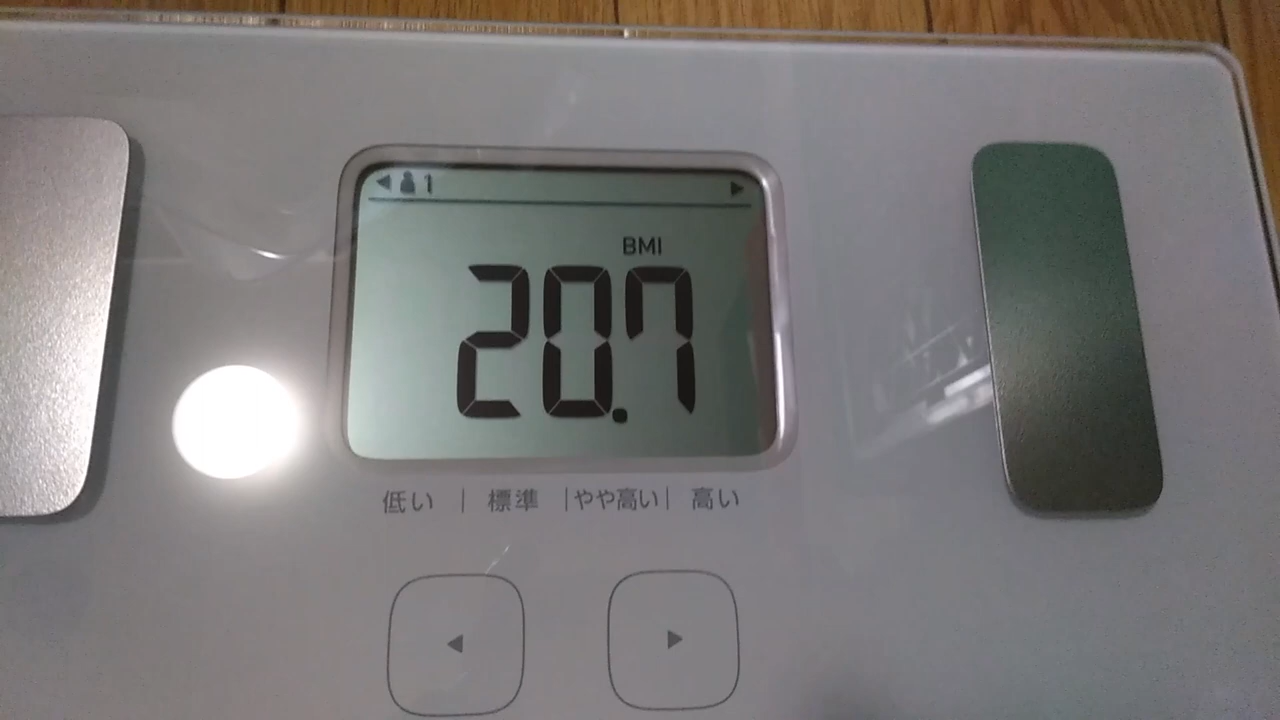 ◀ 1 ▶
BMI
20.7
低い | 標準 | やや高い | 高い
◀ ▶